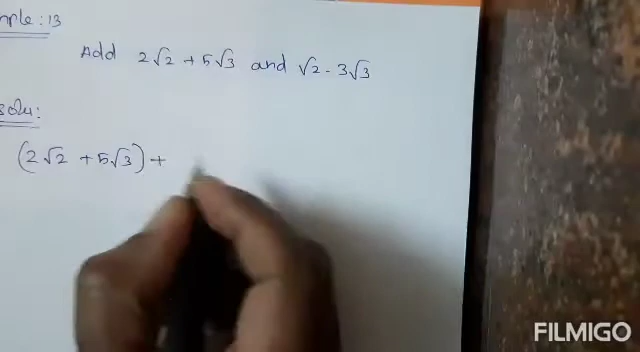 mple: 13
Add 2√2 + 5√3 and √2 - 3√3
Solu:
(2√2 + 5√3) +
FILMIGO